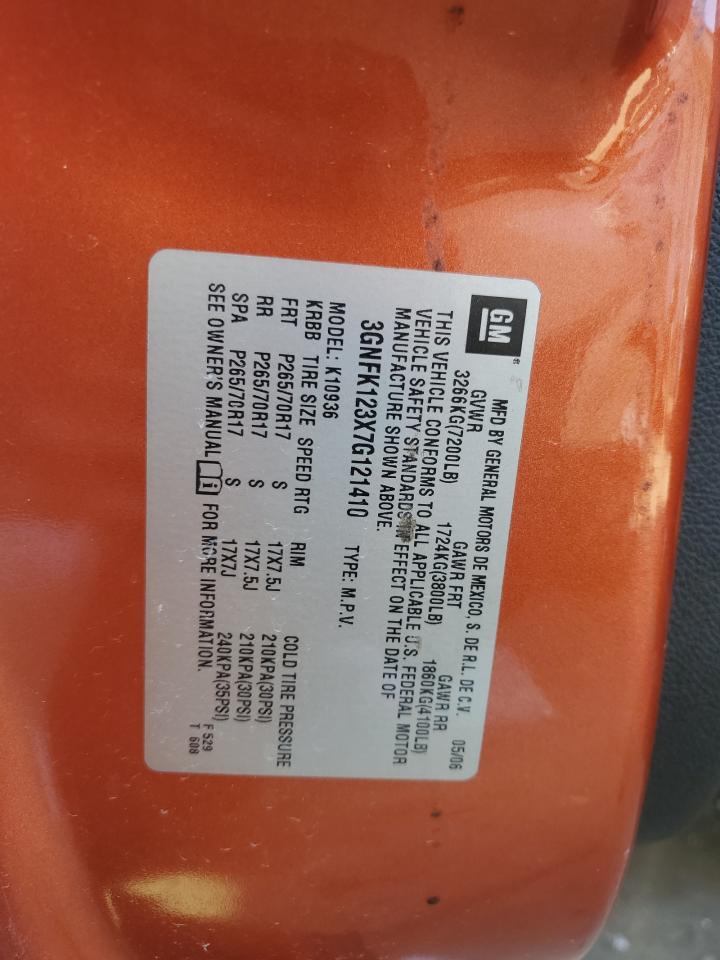 GM
MFD BY GENERAL MOTORS DE MEXICO, S. DE R.L. DE C.V. 05/06
GVWR GAWR FRT GAWR RR
3266KG(7200LB) 1724KG(3800LB) 1860KG(4100LB)
THIS VEHICLE CONFORMS TO ALL APPLICABLE U.S. FEDERAL MOTOR
VEHICLE SAFETY STANDARDS IN EFFECT ON THE DATE OF
MANUFACTURE SHOWN ABOVE.
3GNFK123X7G121410 TYPE: M.P.V.
MODEL: K10936
KRBB TIRE SIZE SPEED RTG RIM COLD TIRE PRESSURE
FRT P265/70R17 S 17X7.5J 210KPA(30PSI)
RR P265/70R17 S 17X7.5J 210KPA(30PSI)
SPA P265/70R17 S 17X7J 240KPA(35PSI)
SEE OWNER'S MANUAL FOR MORE INFORMATION.
F 529
T 608